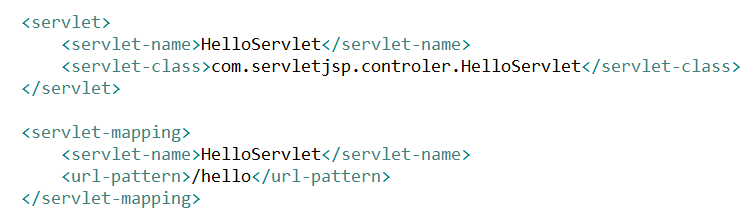 <servlet>
    <servlet-name>HelloServlet</servlet-name>
    <servlet-class>com.servletjsp.controler.HelloServlet</servlet-class>
</servlet>

<servlet-mapping>
    <servlet-name>HelloServlet</servlet-name>
    <url-pattern>/hello</url-pattern>
</servlet-mapping>